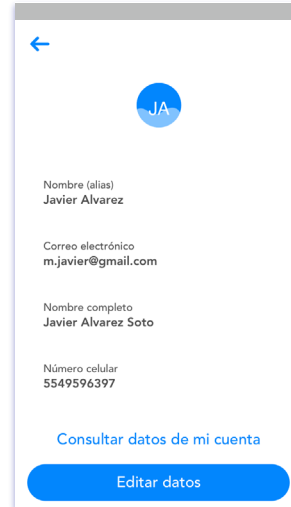 JA
Nombre (alias)
Javier Alvarez
Correo electrónico
m.javier@gmail.com
Nombre completo
Javier Alvarez Soto
Número celular
5549596397
Consultar datos de mi cuenta
Editar datos